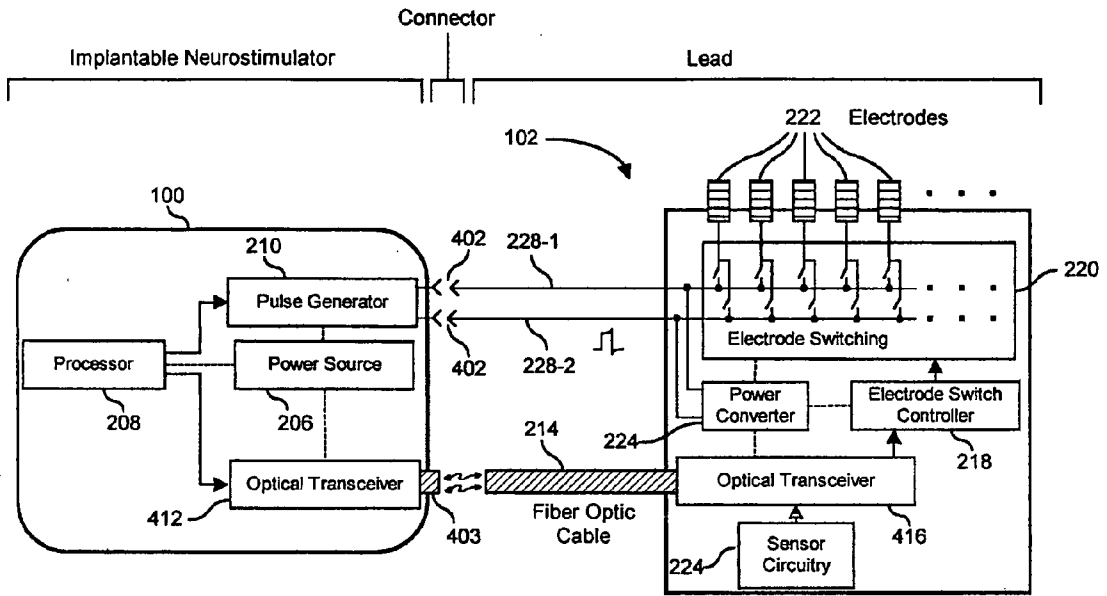 Connector
Implantable Neurostimulator
Lead
222 Electrodes
102
100
210
402
228-1
220
Pulse Generator
Electrode Switching
Processor
Power Source
402
228-2
208
206
Power
Converter
Electrode Switch
Controller
224
218
214
Optical Transceiver
Optical Transceiver
412
403
Fiber Optic
Cable
416
224
Sensor
Circuitry